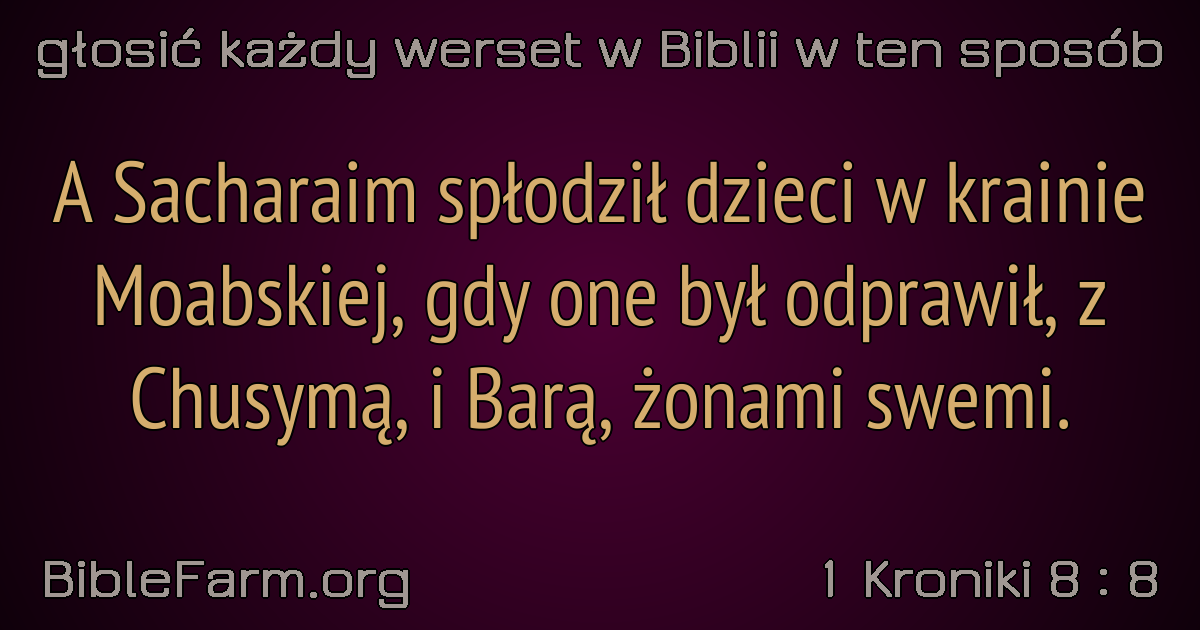 głosić każdy werset w Biblii w ten sposób
A Sacharaim spłodził dzieci w krainie
Moabskiej, gdy one był odprawił, z
Chusymą, i Barą, żonami swemi.
BibleFarm.org
1 Kroniki 8 : 8